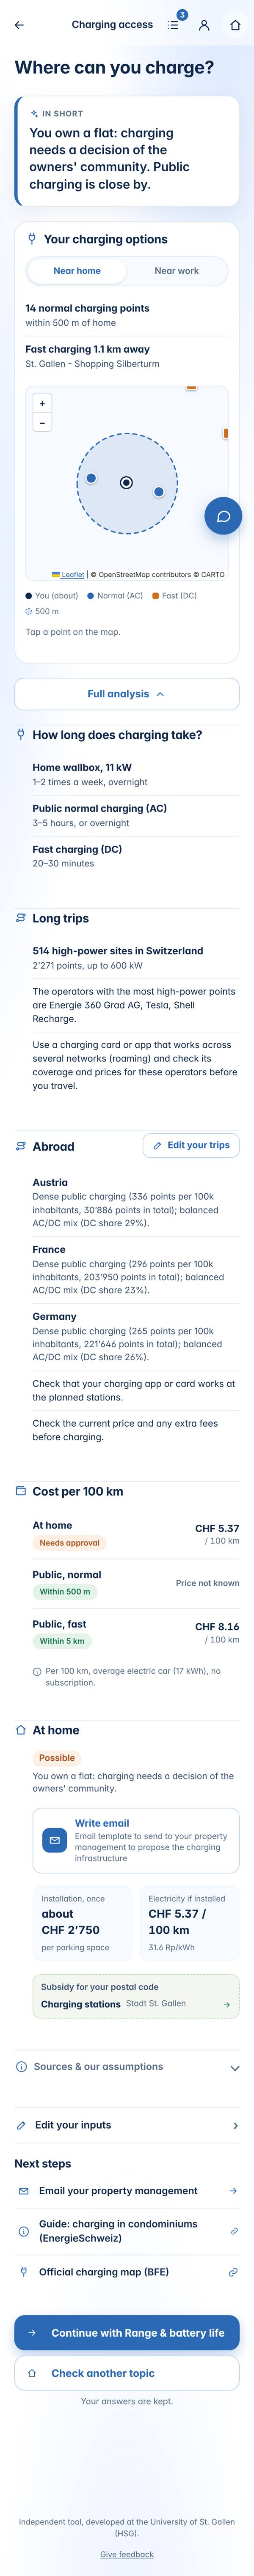 Charging access
3
Where can you charge?
IN SHORT
You own a flat: charging
needs a decision of the
owners' community. Public
charging is close by.
Your charging options
Near home
Near work
14 normal charging points
within 500 m of home
Fast charging 1.1 km away
St. Gallen - Shopping Silberturm
+
−
Leaflet | © OpenStreetMap contributors © CARTO
You (about)
Normal (AC)
Fast (DC)
500 m
Tap a point on the map.
Full analysis
How long does charging take?
Home wallbox, 11 kW
1–2 times a week, overnight
Public normal charging (AC)
3–5 hours, or overnight
Fast charging (DC)
20–30 minutes
Long trips
514 high-power sites in Switzerland
2'271 points, up to 600 kW
The operators with the most high-power points
are Energie 360 Grad AG, Tesla, Shell
Recharge.
Use a charging card or app that works across
several networks (roaming) and check its
coverage and prices for these operators before
you travel.
Abroad
Edit your trips
Austria
Dense public charging (336 points per 100k
inhabitants, 30'886 points in total); balanced
AC/DC mix (DC share 29%).
France
Dense public charging (296 points per 100k
inhabitants, 203'950 points in total); balanced
AC/DC mix (DC share 23%).
Germany
Dense public charging (265 points per 100k
inhabitants, 221'646 points in total); balanced
AC/DC mix (DC share 26%).
Check that your charging app or card works at
the planned stations.
Check the current price and any extra fees
before charging.
Cost per 100 km
At home
Needs approval
CHF 5.37
/ 100 km
Public, normal
Within 500 m
Price not known
Public, fast
Within 5 km
CHF 8.16
/ 100 km
Per 100 km, average electric car (17 kWh), no
subscription.
At home
Possible
You own a flat: charging needs a decision of the
owners' community.
Write email
Email template to send to your property
management to propose the charging
infrastructure
Installation, once
about
CHF 2'750
per parking space
Electricity if installed
CHF 5.37 /
100 km
31.6 Rp/kWh
Subsidy for your postal code
Charging stations Stadt St. Gallen
Sources & our assumptions
Edit your inputs
Next steps
Email your property management
Guide: charging in condominiums
(EnergieSchweiz)
Official charging map (BFE)
Continue with Range & battery life
Check another topic
Your answers are kept.
Independent tool, developed at the University of St. Gallen
(HSG).
Give feedback